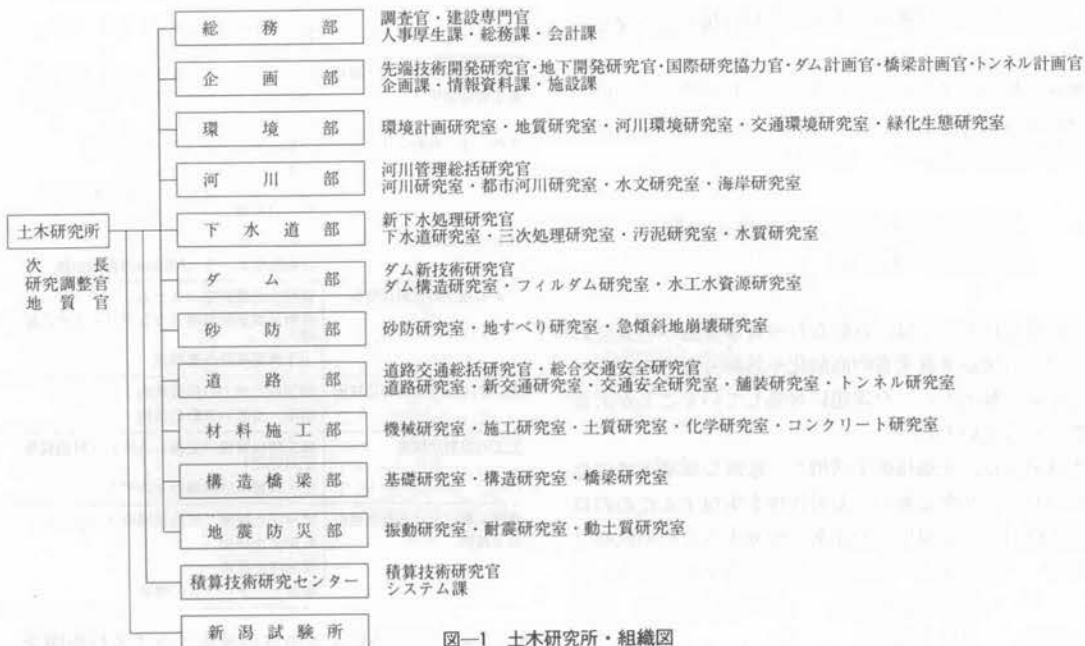 総務部
調査官・建設専門官
人事厚生課・総務課・会計課
企画部
先端技術開発研究官・地下開発研究官・国際研究協力官・ダム計画官・橋梁計画官・トンネル計画官
企画課・情報資料課・施設課
環境部
環境計画研究室・地質研究室・河川環境研究室・交通環境研究室・緑化生態研究室
河川部
河川管理総括研究官
河川研究室・都市河川研究室・水文研究室・海岸研究室
土木研究所
次長
研究調整官
地質官
下水道部
新下水処理研究官
下水道研究室・三次処理研究室・汚泥研究室・水質研究室
ダム部
ダム新技術研究官
ダム構造研究室・フィルダム研究室・水工水資源研究室
砂防部
砂防研究室・地すべり研究室・急傾斜地崩壊研究室
道路部
道路交通総括研究官・総合交通安全研究官
道路研究室・新交通研究室・交通安全研究室・舗装研究室・トンネル研究室
材料施工部
機械研究室・施工研究室・土質研究室・化学研究室・コンクリート研究室
構造橋梁部
基礎研究室・構造研究室・橋梁研究室
地震防災部
振動研究室・耐震研究室・動土質研究室
積算技術研究センター
積算技術研究官
システム課
新潟試験所
図―1 土木研究所・組織図